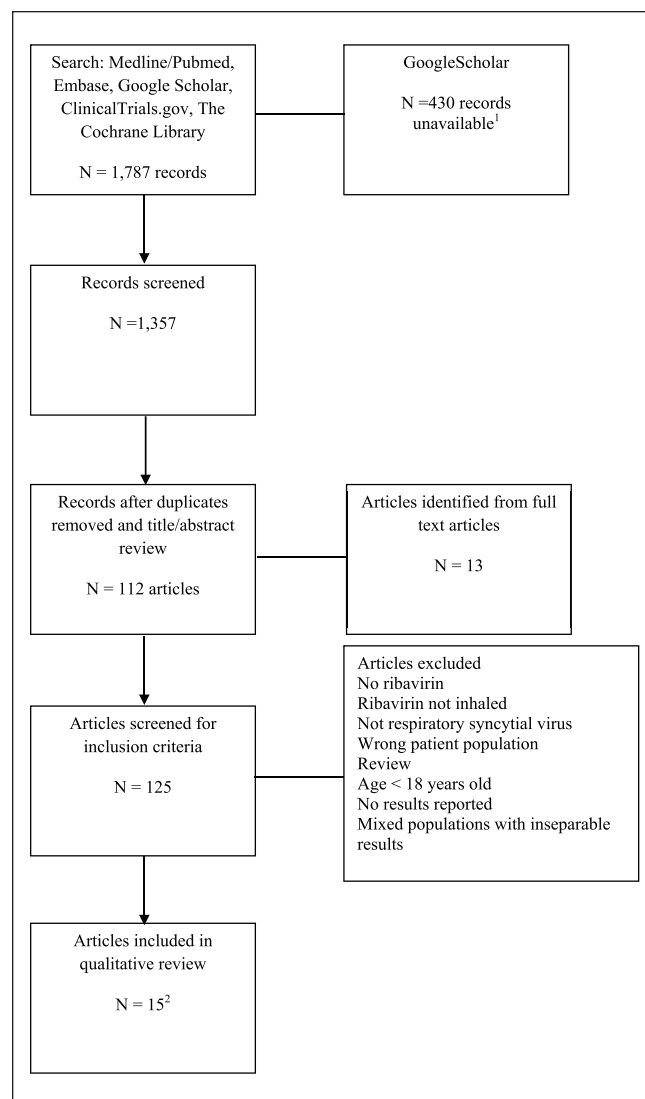 Search: Medline/Pubmed,
Embase, Google Scholar,
ClinicalTrials.gov, The
Cochrane Library
N = 1,787 records
GoogleScholar
N =430 records
unavailable1
Records screened
N =1,357
Records after duplicates
removed and title/abstract
review
N = 112 articles
Articles identified from full
text articles
N = 13
Articles screened for
inclusion criteria
N = 125
Articles excluded
No ribavirin
Ribavirin not inhaled
Not respiratory syncytial virus
Wrong patient population
Review
Age < 18 years old
No results reported
Mixed populations with inseparable
results
Articles included in
qualitative review
N = 152